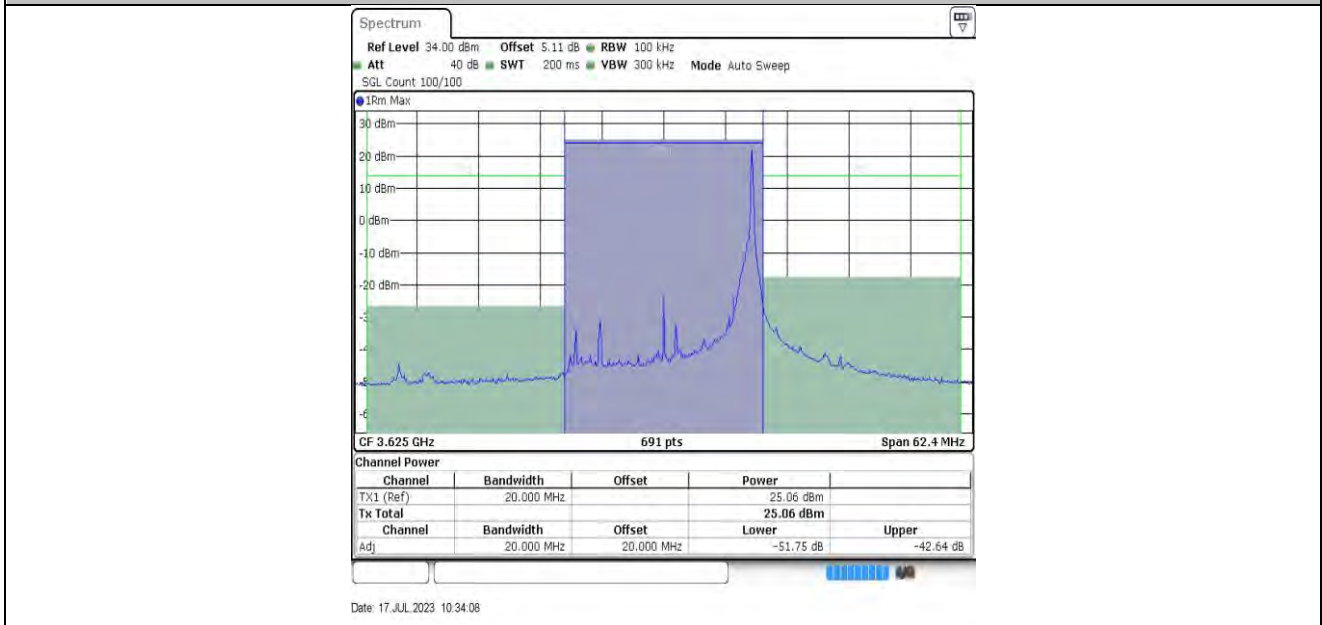 Spectrum
Ref Level 34.00 dBm Offset 5.11 dB RBW 100 kHz
Att 40 dB SWT 200 ms VBW 300 kHz Mode Auto Sweep
SGL Count 100/100
1Rm Max
30 dBm
20 dBm
10 dBm
0 dBm
-10 dBm
-20 dBm
CF 3.625 GHz 691 pts Span 62.4 MHz
Channel Power
Channel Bandwidth Offset Power
TX1 (Ref) 20.000 MHz 25.06 dBm
Tx Total 25.06 dBm
Channel Bandwidth Offset Lower Upper
Adj 20.000 MHz 20.000 MHz -51.75 dB -42.64 dB
Date: 17.JUL.2023 10:34:08